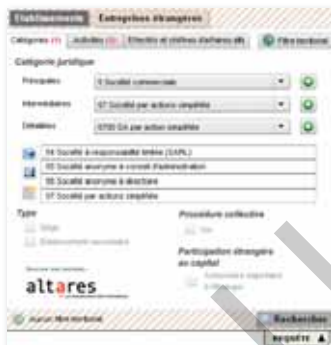 Etablissements Entreprises étrangères
Catégories (1) Activités (1) Effectifs et chiffres d'affaires (0) Filtre territorial
Catégorie juridique
Principales 5 Société commerciale
Intermédiaires 57 Société par actions simplifiée
Détaillées 5710 SA par action simplifiée
54 Société à responsabilité limitée (SARL)
55 Société anonyme à conseil d'administration
56 Société anonyme à directoire
57 Société par actions simplifiée
Type Procédure collective
Siège Oui
Etablissement secondaire
Participation étrangère au capital
altares
Aucun filtre territorial Rechercher
REQUÊTE